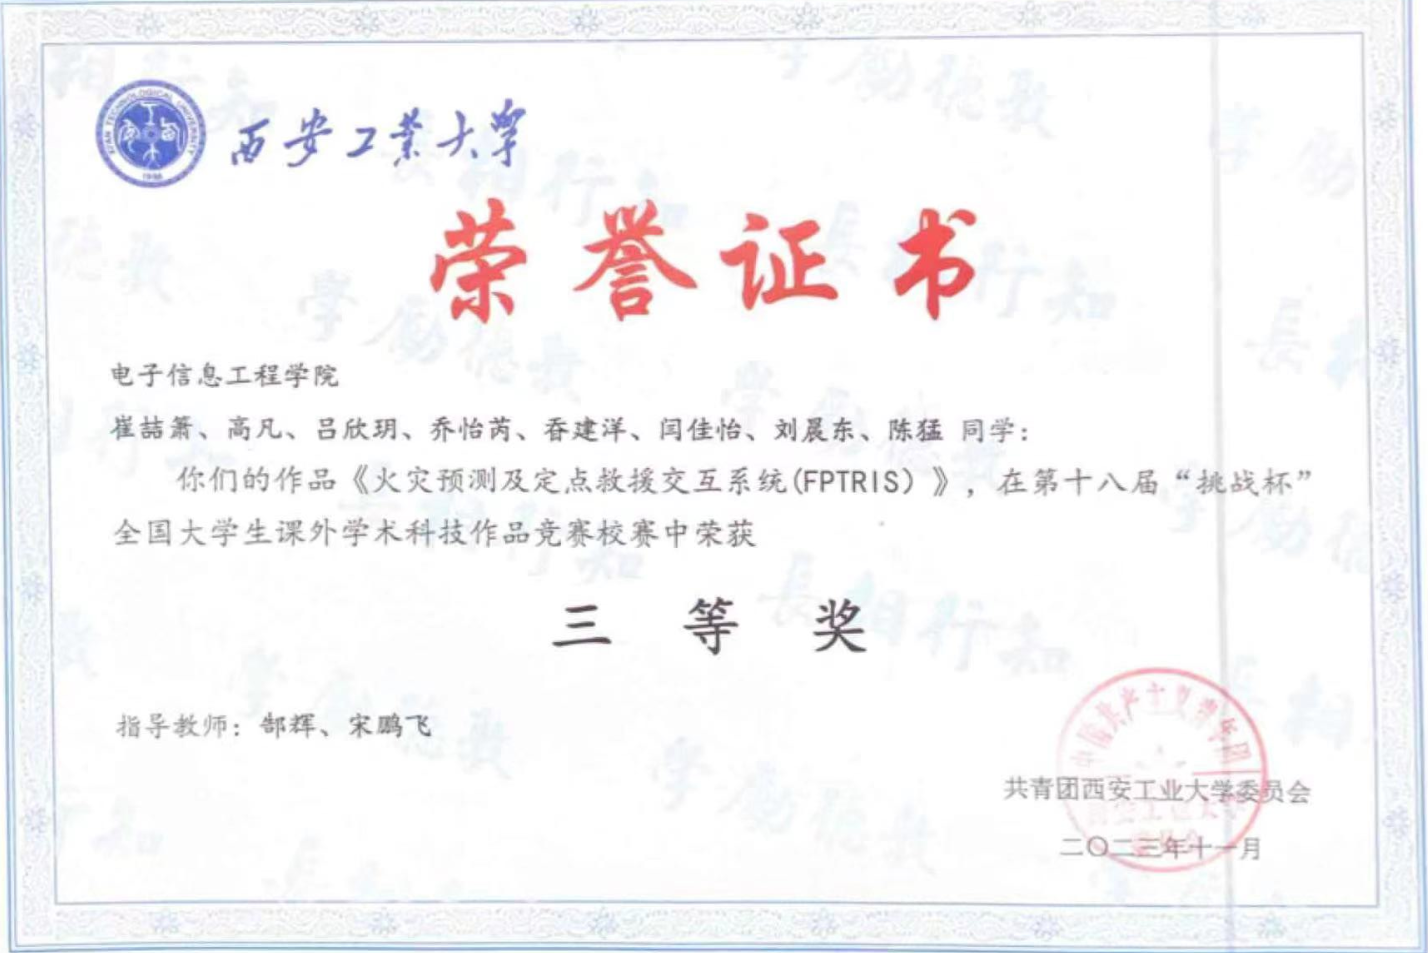 XI'AN TECHNOLOGICAL UNIVERSITY
西安工业大学
荣誉证书
电子信息工程学院
崔喆箫、高凡、吕欣玥、乔怡芮、吞建洋、闫佳怡、刘晨东、陈猛 同学：
你们的作品《火灾预测及定点救援交互系统(FPTRIS)》，在第十八届“挑战杯”
全国大学生课外学术科技作品竞赛校赛中荣获
三等奖
指导教师：郜辉、宋鹏飞
共青团西安工业大学委员会
二〇二三年十一月